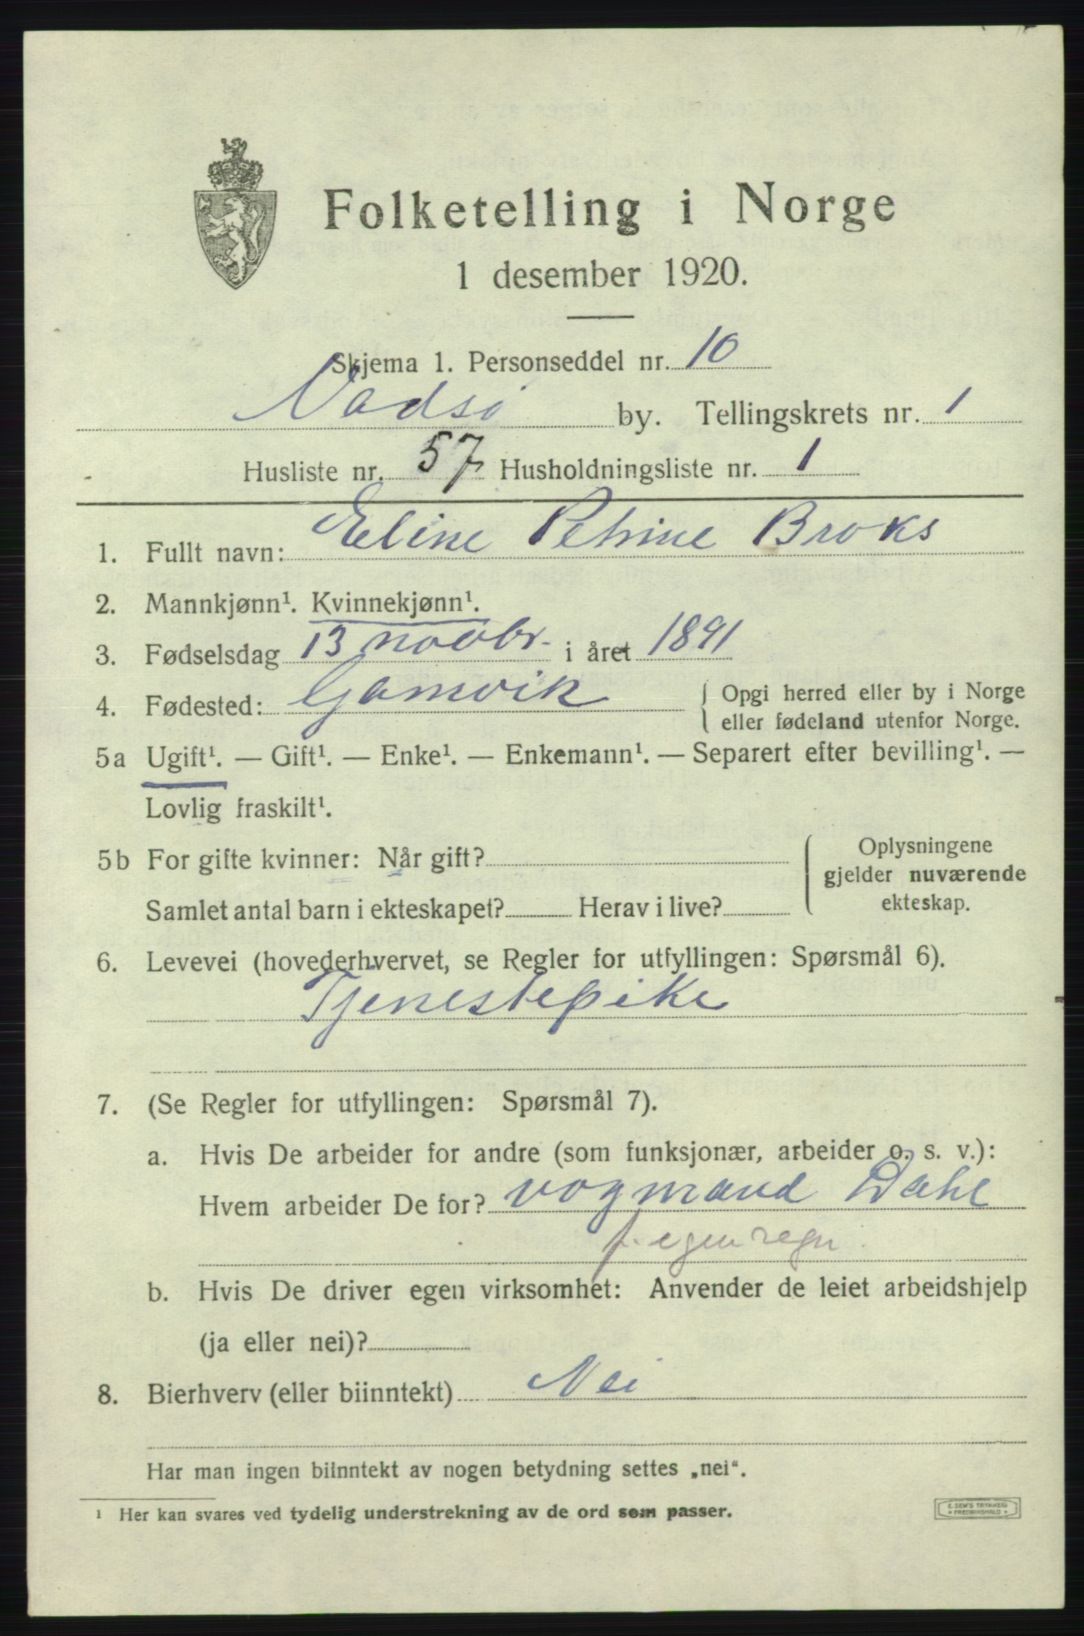 Folketelling i Norge
1 desember 1920.
Skjema 1. Personseddel nr. 10
Vadsø by. Tellingskrets nr. 1
Husliste nr. 57 Husholdningsliste nr. 1
1. Fullt navn: Eline Petrine Broks
2. Mannkjønn¹. Kvinnekjønn¹.
3. Fødselsdag 13 novbr. i året 1891
4. Fødested: Gamvik { Opgi herred eller by i Norge
eller fødeland utenfor Norge.
5a Ugift¹. — Gift¹. — Enke¹. — Enkemann¹. — Separert efter bevilling¹. —
Lovlig fraskilt¹.
5b For gifte kvinner: Når gift? { Oplysningene
gjelder nuværende
Samlet antal barn i ekteskapet? Herav i live? ekteskap.
6. Levevei (hovederhvervet, se Regler for utfyllingen: Spørsmål 6).
Tjenestepike
7. (Se Regler for utfyllingen: Spørsmål 7).
a. Hvis De arbeider for andre (som funksjonær, arbeider o. s. v.):
Hvem arbeider De for? vogmand Dahl
f. egen regn.
b. Hvis De driver egen virksomhet: Anvender de leiet arbeidshjelp
(ja eller nei)?
8. Bierhverv (eller biinntekt) Nei
Har man ingen biinntekt av nogen betydning settes „nei“.
¹ Her kan svares ved tydelig understrekning av de ord som passer.
E. SEM'S TRYKKERI
FREDRIKSHALD